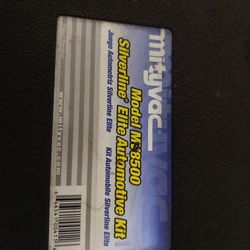 mityvac
Model MV8500
Silverline® Elite Automotive Kit
Juego Automotriz Silverline Elite
Kit Automobile Silverline Elite
www.mityvac.com